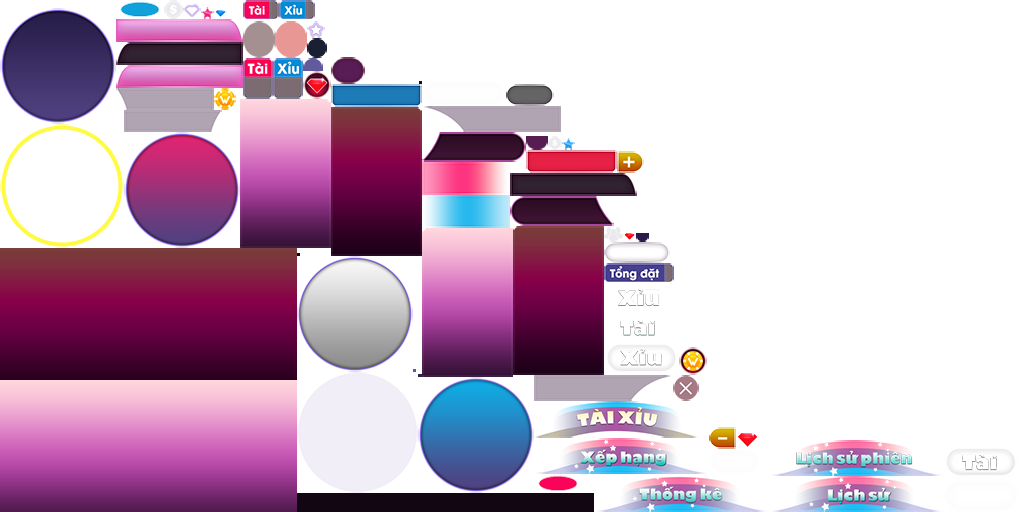 Tài Xỉu
Tài Xỉu
Tổng đặt
Xỉu
Tài
Xỉu
TÀI XỈU
Xếp hạng
Lịch sử phiên
Tài
Thống kê
Lịch sử